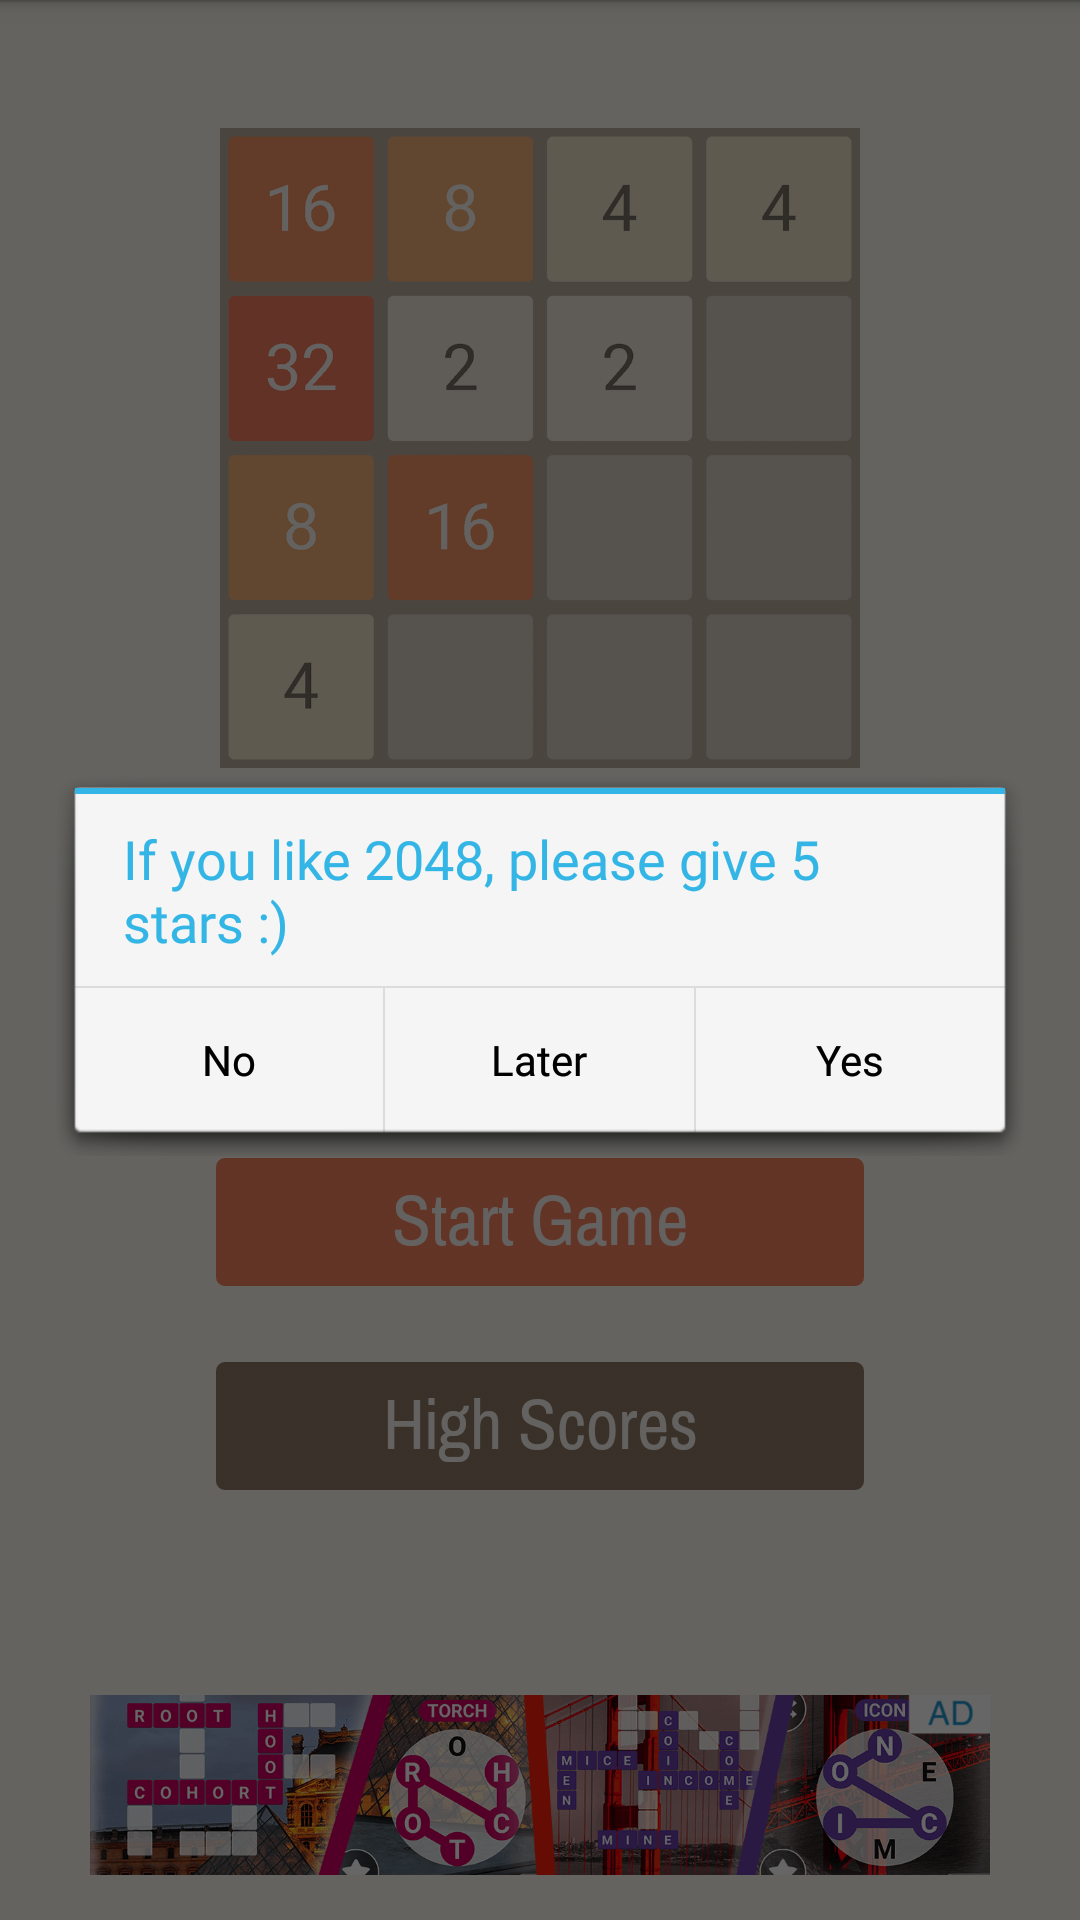 16 8 4 4
32 2 2
8 16
4
If you like 2048, please give 5
stars :)
No Later Yes
Start Game
High Scores
ROOT
HOOT
COHORT
TORCH
O
R H
O C
T
COIN
MICE
MEN
INCOME
COME
MINE
ICON
AD
N
O E
I C
M